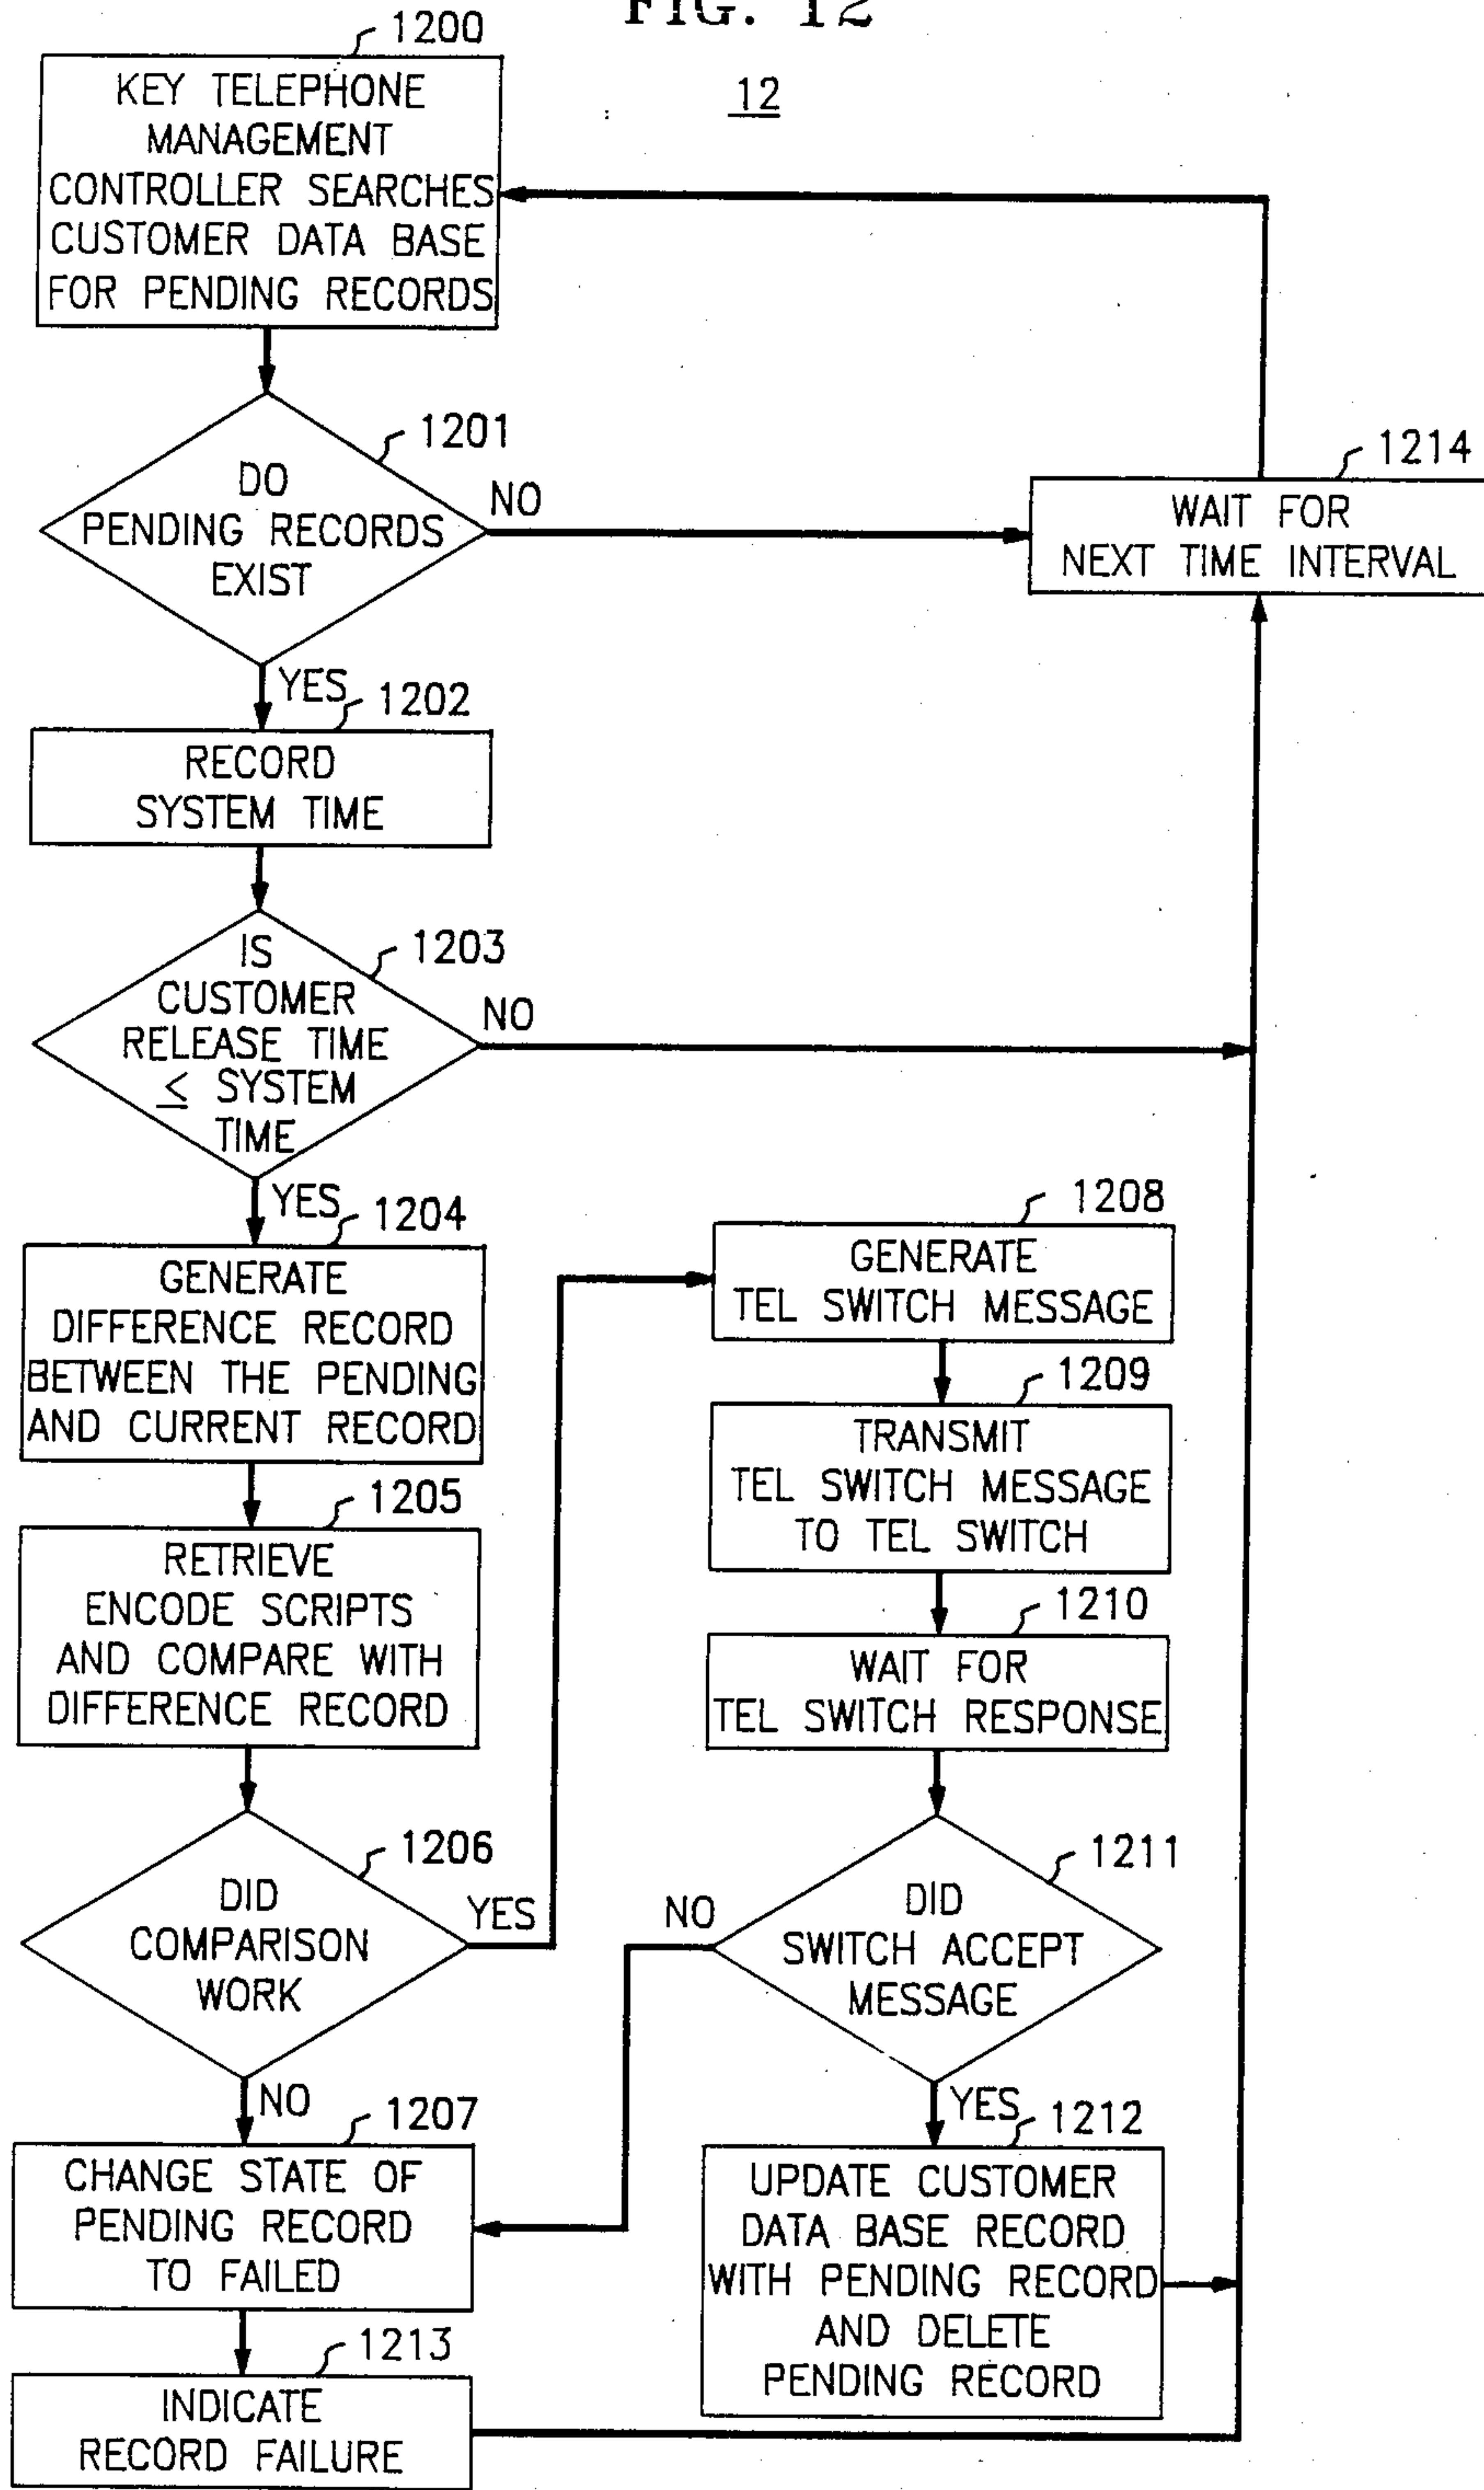 FIG. 12
12
1200
KEY TELEPHONE
MANAGEMENT
CONTROLLER SEARCHES
CUSTOMER DATA BASE
FOR PENDING RECORDS
1201
DO
PENDING RECORDS
EXIST
NO
YES
1214
WAIT FOR
NEXT TIME INTERVAL
1202
RECORD
SYSTEM TIME
1203
IS
CUSTOMER
RELEASE TIME
≤ SYSTEM
TIME
NO
YES
1204
GENERATE
DIFFERENCE RECORD
BETWEEN THE PENDING
AND CURRENT RECORD
1205
RETRIEVE
ENCODE SCRIPTS
AND COMPARE WITH
DIFFERENCE RECORD
1206
DID
COMPARISON
WORK
YES
NO
1207
CHANGE STATE OF
PENDING RECORD
TO FAILED
1213
INDICATE
RECORD FAILURE
1208
GENERATE
TEL SWITCH MESSAGE
1209
TRANSMIT
TEL SWITCH MESSAGE
TO TEL SWITCH
1210
WAIT FOR
TEL SWITCH RESPONSE
1211
DID
SWITCH ACCEPT
MESSAGE
NO
YES
1212
UPDATE CUSTOMER
DATA BASE RECORD
WITH PENDING RECORD
AND DELETE
PENDING RECORD